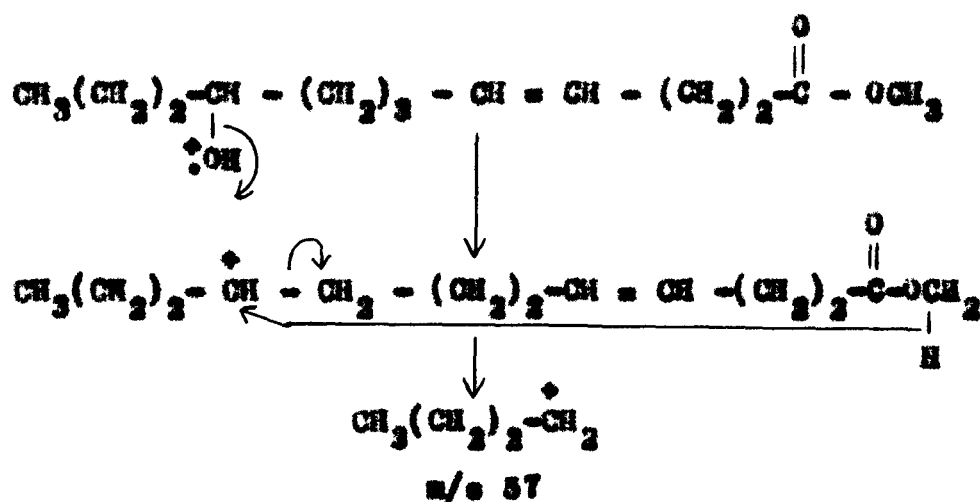 O
CH3(CH2)2-CH - (CH2)3 - CH = CH - (CH2)2-C - OCH3
+. OH
O
CH3(CH2)2- CH - CH2 - (CH2)2-CH = CH -(CH2)2-C-OCH2
+
H
CH3(CH2)2-CH2
+
m/e 57